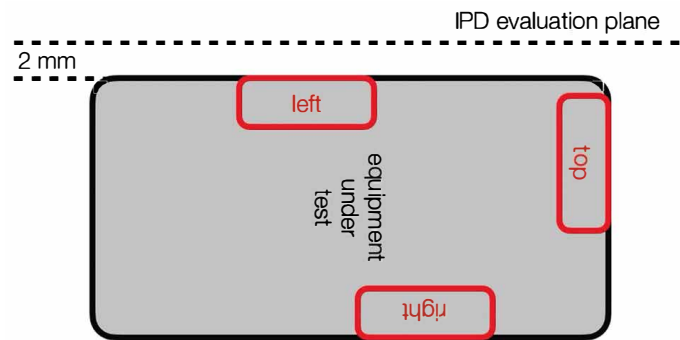 IPD evaluation plane
2 mm
left
top
equipment
under
test
right